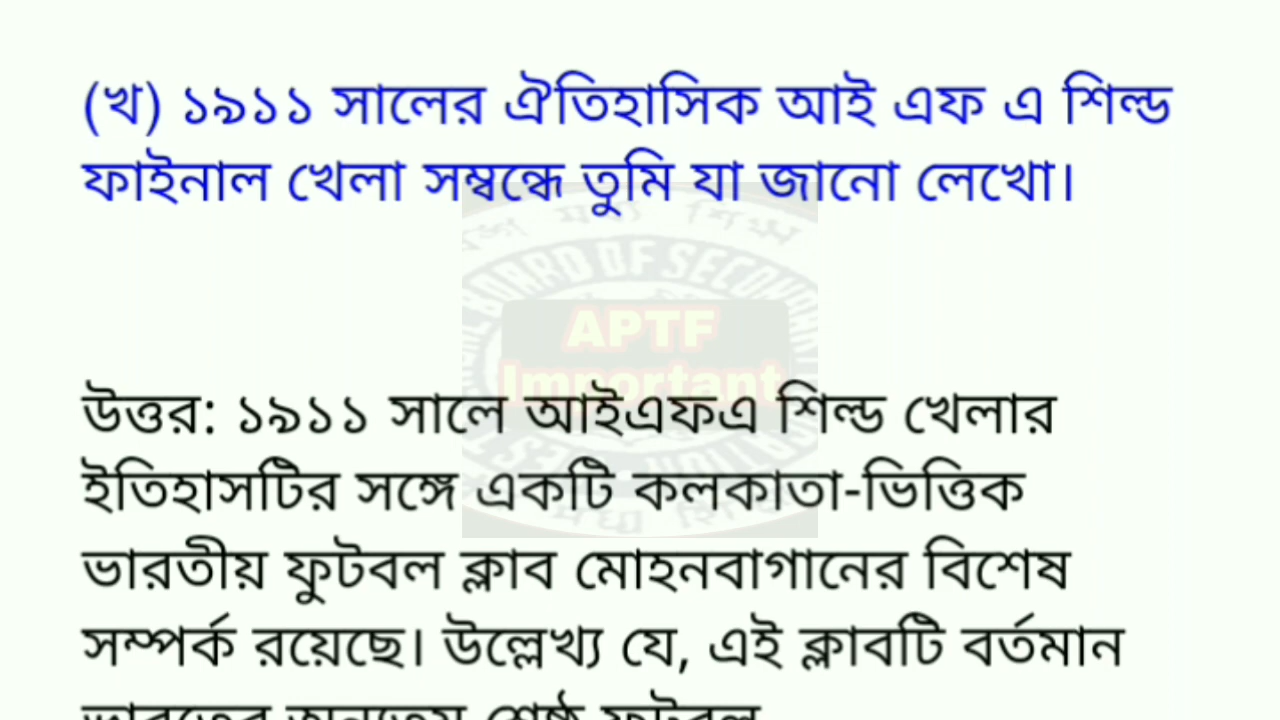 (খ) ১৯১১ সালের ঐতিহাসিক আই এফ এ শিল্ড
ফাইনাল খেলা সম্বন্ধে তুমি যা জানো লেখো।
APTF
Important
উত্তর: ১৯১১ সালে আইএফএ শিল্ড খেলার
ইতিহাসটির সঙ্গে একটি কলকাতা-ভিত্তিক
ভারতীয় ফুটবল ক্লাব মোহনবাগানের বিশেষ
সম্পর্ক রয়েছে। উল্লেখ্য যে, এই ক্লাবটি বর্তমান